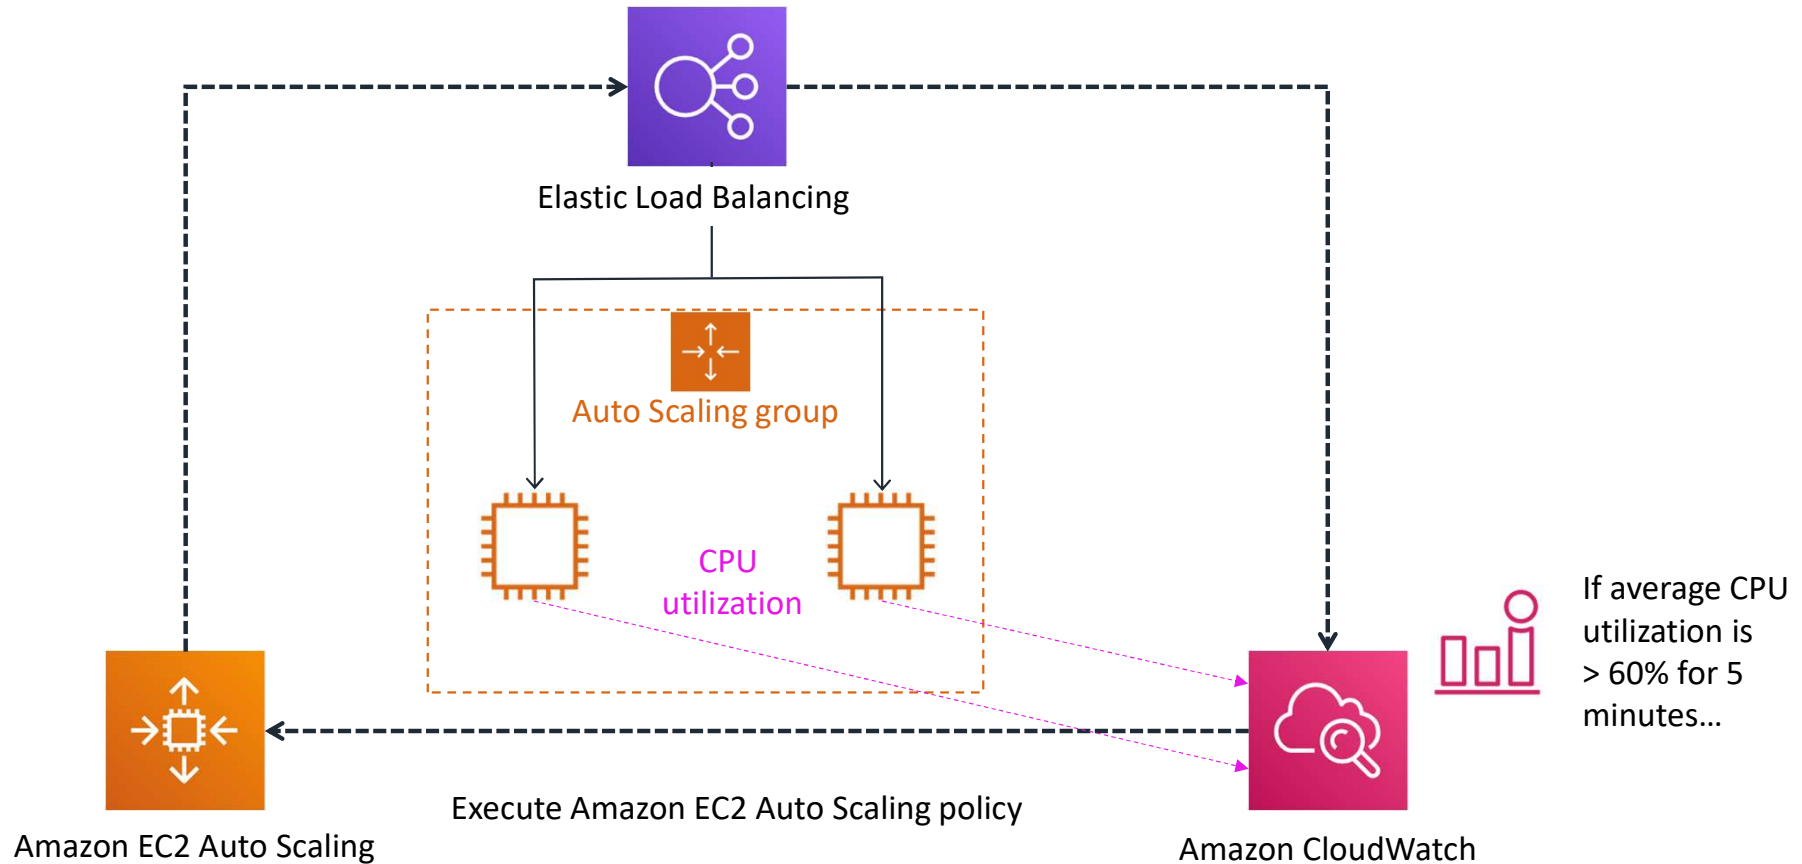 Elastic Load Balancing
Auto Scaling group
CPU
utilization
If average CPU
utilization is
> 60% for 5
minutes...
Execute Amazon EC2 Auto Scaling policy
Amazon EC2 Auto Scaling
Amazon CloudWatch